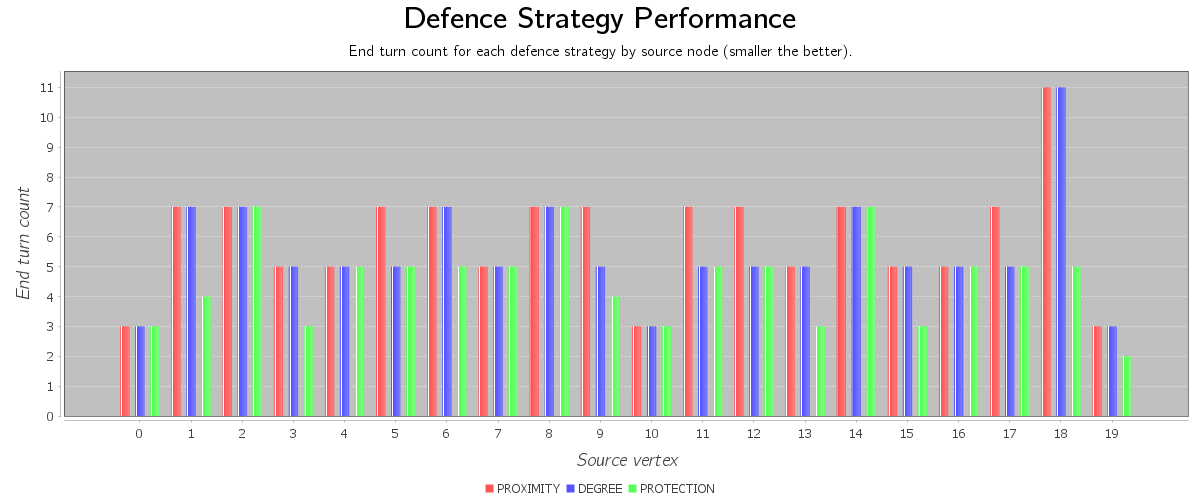 Defence Strategy Performance
End turn count for each defence strategy by source node (smaller the better).
End turn count
11
10
9
8
7
6
5
4
3
2
1
0
0 1 2 3 4 5 6 7 8 9 10 11 12 13 14 15 16 17 18 19
Source vertex
PROXIMITY DEGREE PROTECTION